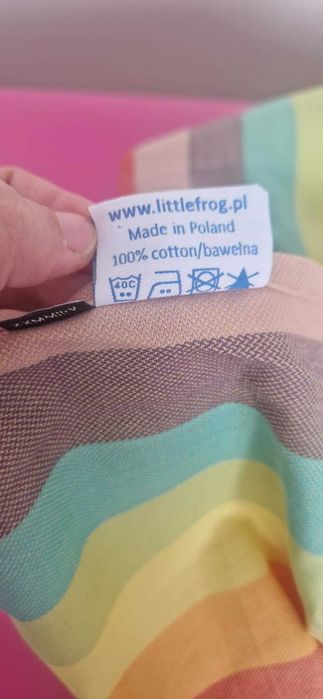 www.littlefrog.pl
Made in Poland
100% cotton/bawełna
40C